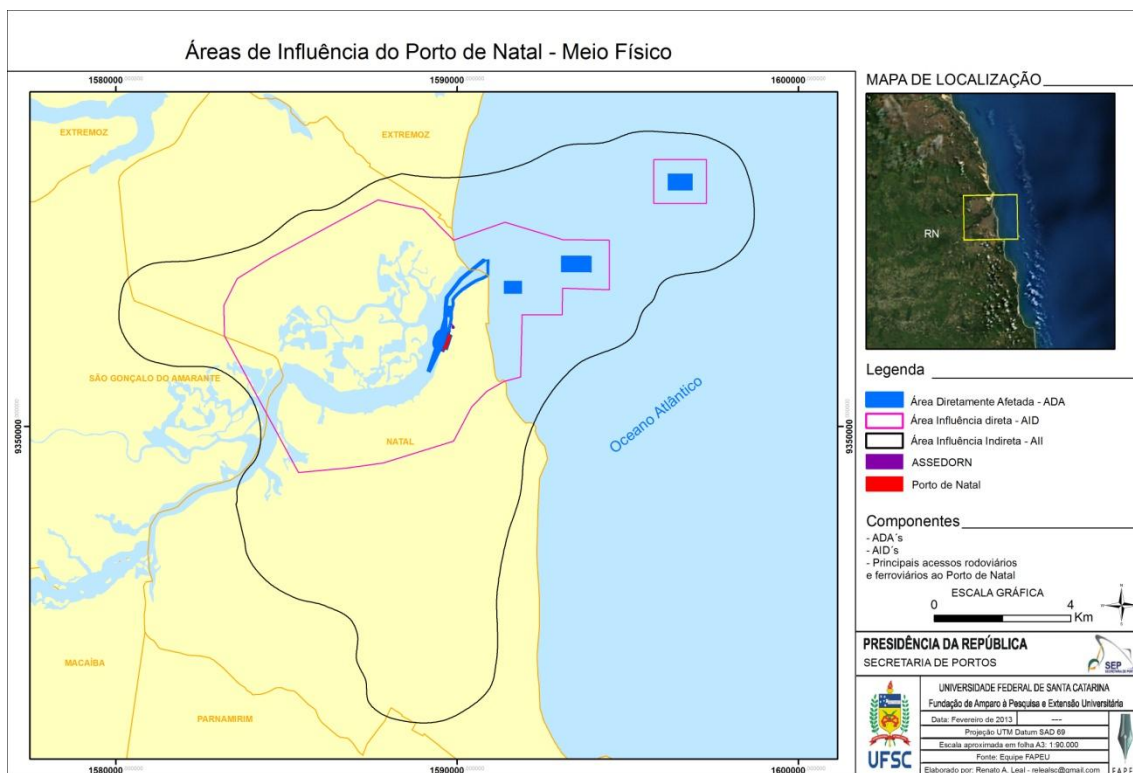 Áreas de Influência do Porto de Natal - Meio Físico
1580000
1590000
1600000
EXTREMOZ
EXTREMOZ
SÃO GONÇALO DO AMARANTE
NATAL
Oceano Atlântico
9350000
9350000
MACAÍBA
PARNAMIRIM
1580000
1590000
1600000
MAPA DE LOCALIZAÇÃO
RN
Legenda
Área Diretamente Afetada - ADA
Área Influência direta - AID
Área Influência Indireta - AII
ASSEDORN
Porto de Natal
Componentes
- ADA´s
- AID´s
- Principais acessos rodoviários
e ferroviários ao Porto de Natal
ESCALA GRÁFICA
0 4
Km
PRESIDÊNCIA DA REPÚBLICA
SECRETARIA DE PORTOS
SEP
UFSC
UNIVERSIDADE FEDERAL DE SANTA CATARINA
Fundação de Amparo à Pesquisa e Extensão Universitária
Data: Fevereiro de 2013 ----
Projeção UTM Datum SAD 69
Escala aproximada em folha A3: 1:90.000
Fonte: Equipe FAPEU
Elaborado por: Renato A. Leal - relealsc@gmail.com